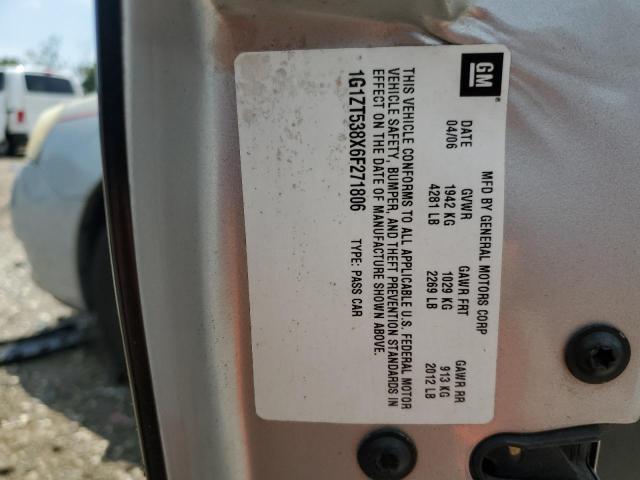 GM
®
MFD BY GENERAL MOTORS CORP
DATE GVWR GAWR FRT GAWR RR
04/06 1942 KG 1029 KG 913 KG
4281 LB 2269 LB 2012 LB
THIS VEHICLE CONFORMS TO ALL APPLICABLE U.S. FEDERAL MOTOR
VEHICLE SAFETY, BUMPER, AND THEFT PREVENTION STANDARDS IN
EFFECT ON THE DATE OF MANUFACTURE SHOWN ABOVE.
1G1ZT538X6F271806 TYPE: PASS CAR